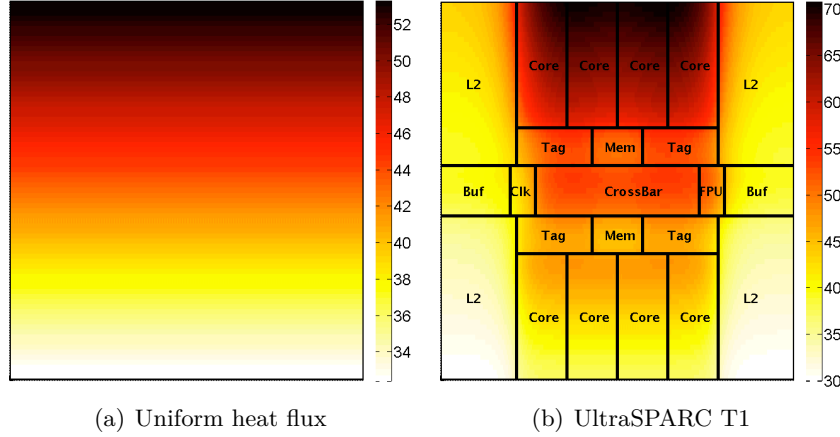 52
50
48
46
44
42
40
38
36
34
70
65
60
55
50
45
40
35
30
Core Core Core Core
L2 L2
Tag Mem Tag
Buf Clk CrossBar FPU Buf
Tag Mem Tag
L2 L2
Core Core Core Core
(a) Uniform heat flux
(b) UltraSPARC T1